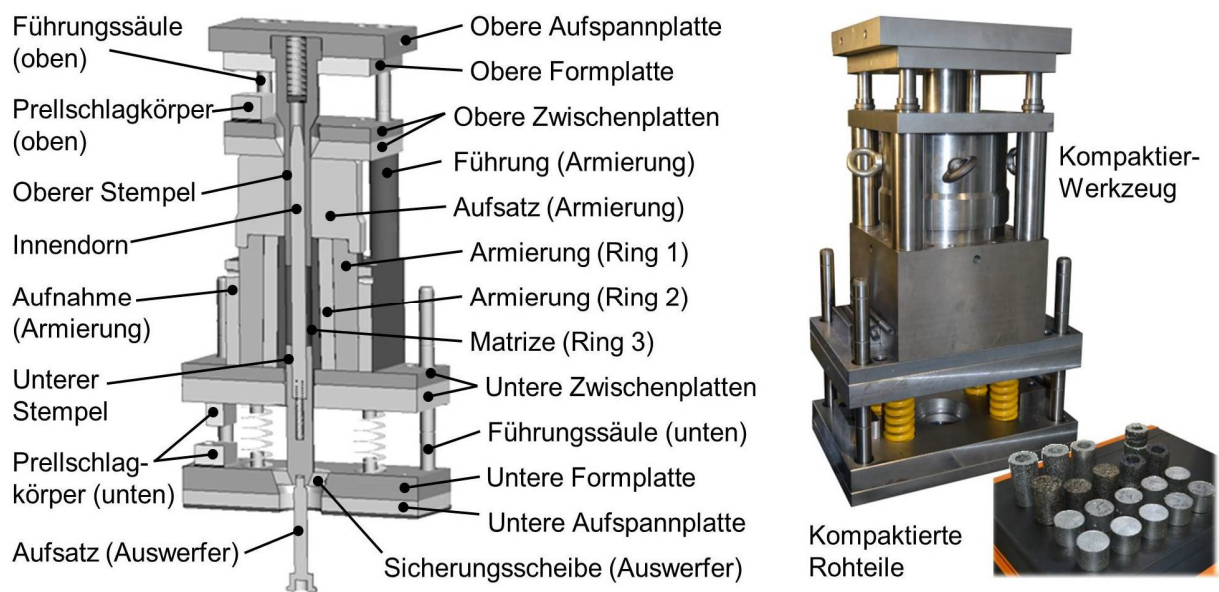 Führungssäule
(oben)
Prellschlagkörper
(oben)
Oberer Stempel
Innendorn
Aufnahme
(Armierung)
Unterer
Stempel
Prellschlag-
körper (unten)
Aufsatz (Auswerfer)
Obere Aufspannplatte
Obere Formplatte
Obere Zwischenplatten
Führung (Armierung)
Aufsatz (Armierung)
Armierung (Ring 1)
Armierung (Ring 2)
Matrize (Ring 3)
Untere Zwischenplatten
Führungssäule (unten)
Untere Formplatte
Untere Aufspannplatte
Sicherungsscheibe (Auswerfer)
Kompaktier-
Werkzeug
Kompaktierte
Rohteile